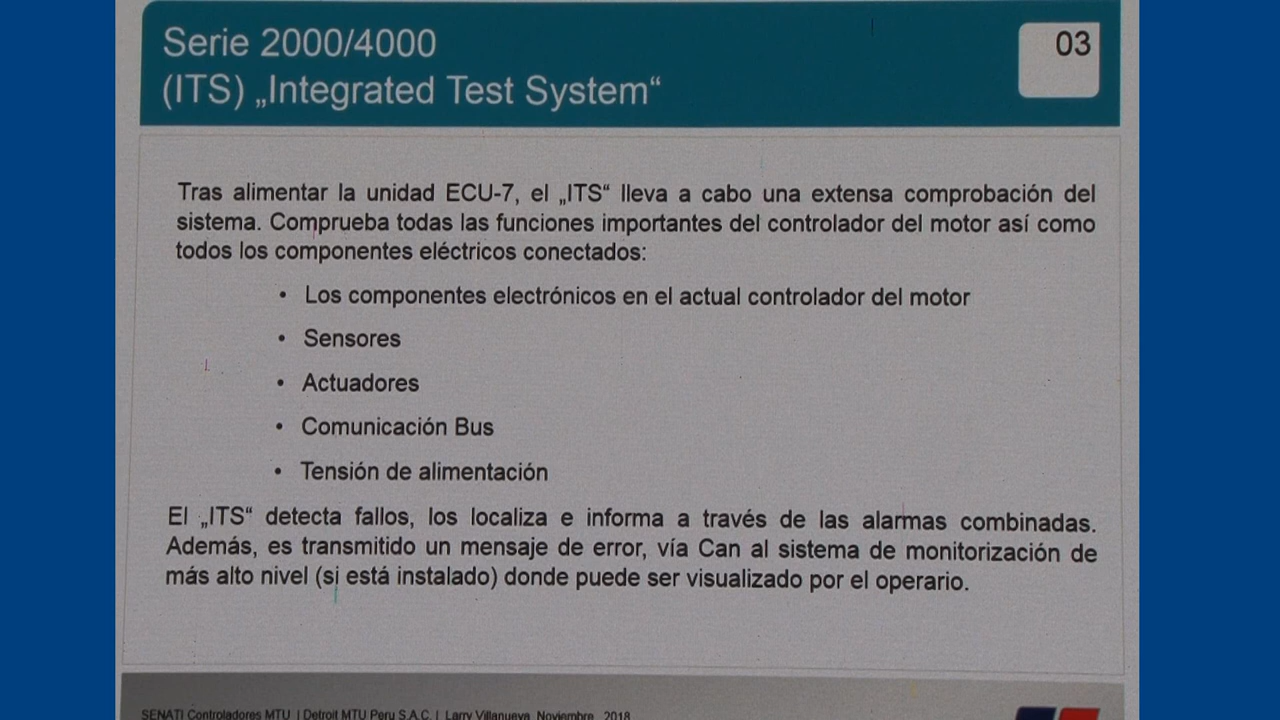 Serie 2000/4000
03
(ITS) „Integrated Test System“
Tras alimentar la unidad ECU-7, el „ITS“ lleva a cabo una extensa comprobación del
sistema. Comprueba todas las funciones importantes del controlador del motor así como
todos los componentes eléctricos conectados:
• Los componentes electrónicos en el actual controlador del motor
• Sensores
• Actuadores
• Comunicación Bus
• Tensión de alimentación
El „ITS“ detecta fallos, los localiza e informa a través de las alarmas combinadas.
Además, es transmitido un mensaje de error, vía Can al sistema de monitorización de
más alto nivel (si está instalado) donde puede ser visualizado por el operario.
SENATI Controladores MTU | Detroit MTU Peru S.A.C. | Larry Villanueva Noviembre 2018